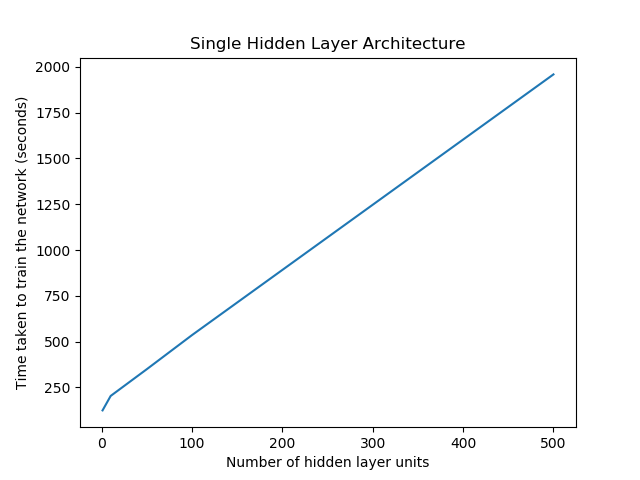 Single Hidden Layer Architecture
Time taken to train the network (seconds)
2000
1750
1500
1250
1000
750
500
250
0 100 200 300 400 500
Number of hidden layer units